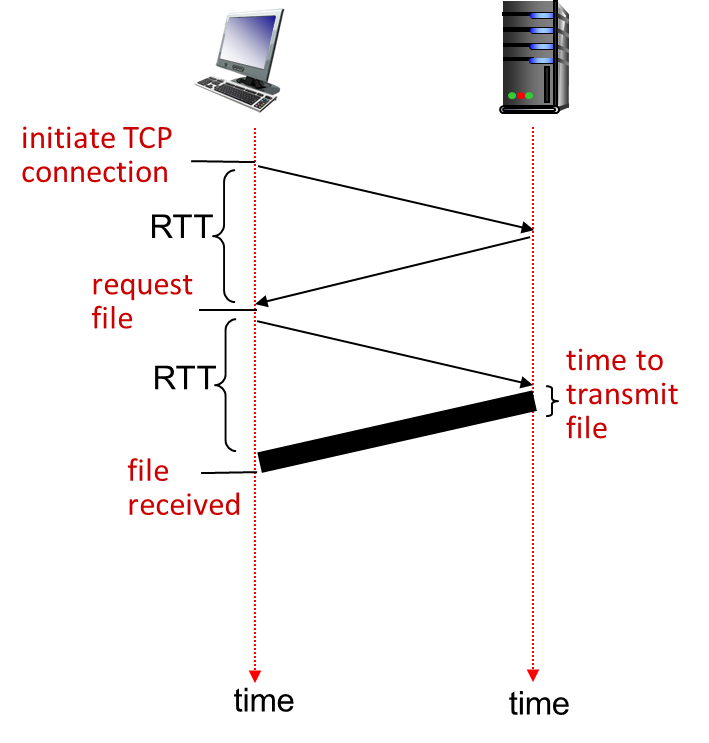 initiate TCP
connection
RTT
request
file
RTT
time to
transmit
file
file
received
time
time